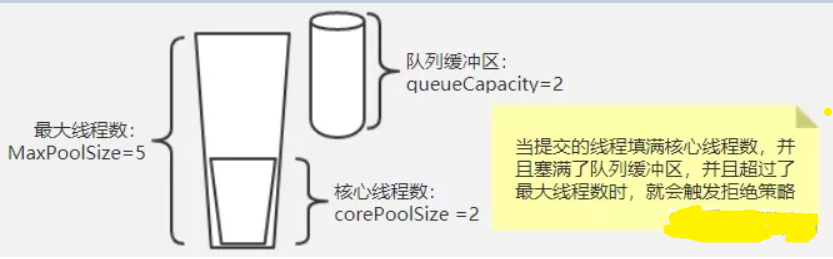 队列缓冲区：
queueCapacity=2
最大线程数：
MaxPoolSize=5
当提交的线程填满核心线程数，并
且塞满了队列缓冲区，并且超过了
最大线程数时，就会触发拒绝策略
核心线程数：
corePoolSize =2